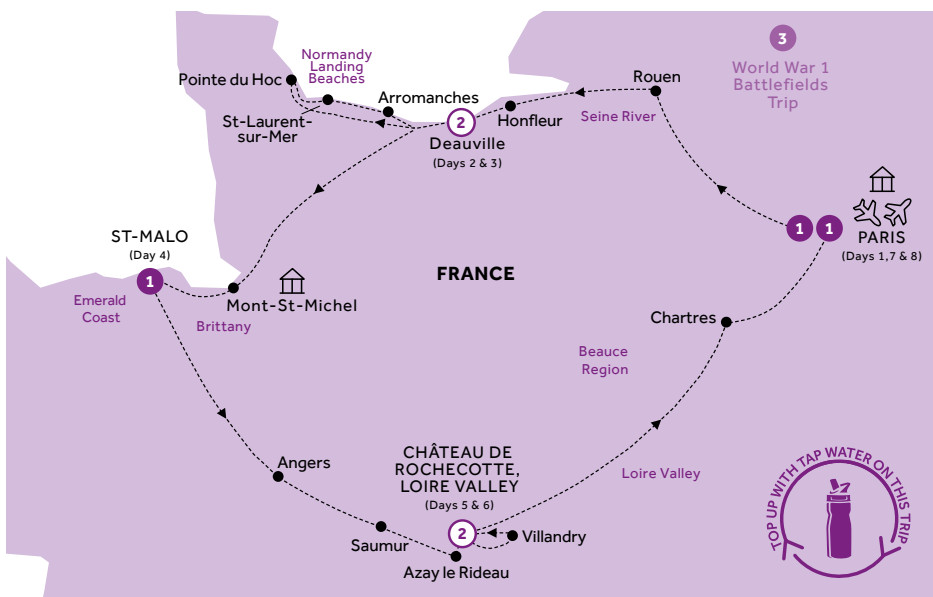 Normandy
Landing
Beaches
Pointe du Hoc
St-Laurent-
sur-Mer
Arromanches
2
Deauville
(Days 2 & 3)
Honfleur
Seine River
Rouen
3
World War 1
Battlefields
Trip
1
1
PARIS
(Days 1,7 & 8)
ST-MALO
(Day 4)
1
Emerald
Coast
Mont-St-Michel
Brittany
FRANCE
Chartres
Beauce
Region
Angers
CHÂTEAU DE
ROCHECOTTE,
LOIRE VALLEY
(Days 5 & 6)
2
Loire Valley
Villandry
Saumur
Azay le Rideau
TOP UP WITH TAP WATER ON THIS TRIP